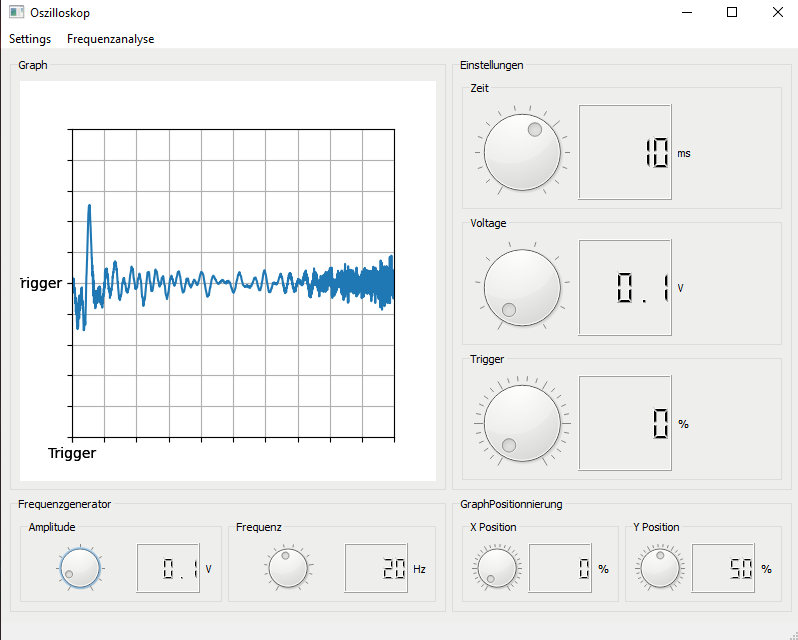 Oszilloskop
Settings Frequenzanalyse
Graph
Trigger
Trigger
Einstellungen
Zeit
10 ms
Voltage
0.1 V
Trigger
0 %
Frequenzgenerator
Amplitude
0.1 V
Frequenz
20 Hz
GraphPositionnierung
X Position
0 %
Y Position
50 %